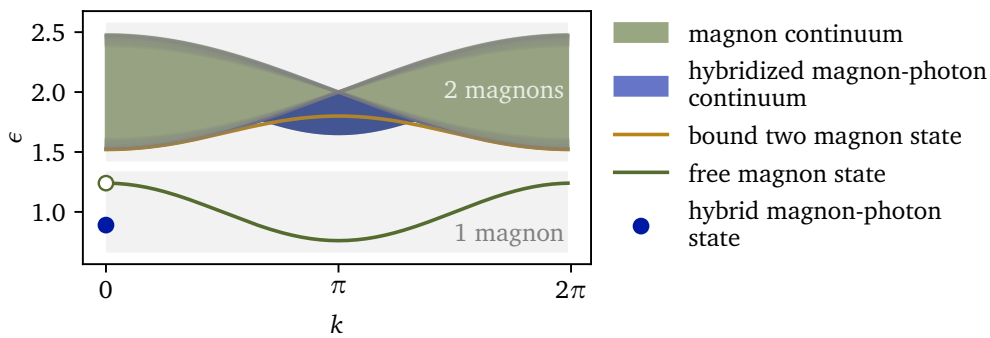 2.5
2.0
1.5
1.0
ϵ
2 magnons
1 magnon
0
π
2π
k
magnon continuum
hybridized magnon-photon
continuum
bound two magnon state
free magnon state
hybrid magnon-photon
state